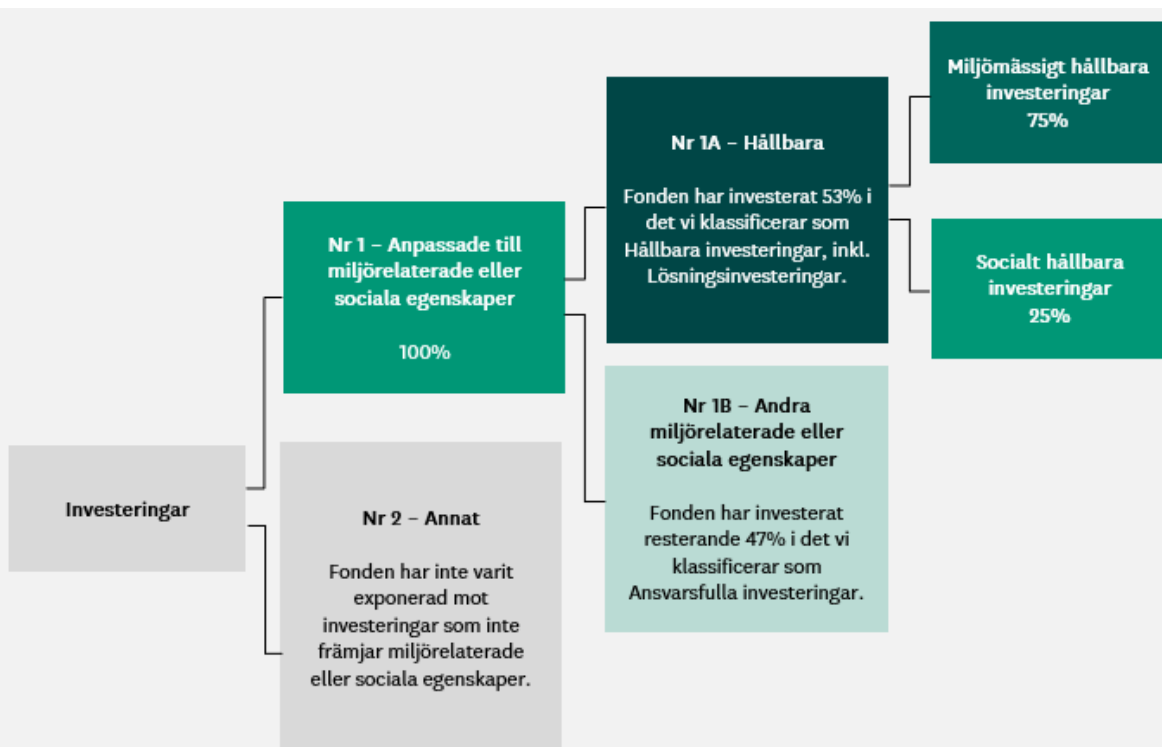 Investeringar
Nr 1 – Anpassade till
miljörelaterade eller
sociala egenskaper
100%
Nr 2 – Annat
Fonden har inte varit
exponerad mot
investeringar som inte
främjar miljörelaterade
eller sociala egenskaper.
Nr 1A – Hållbara
Fonden har investerat 53% i
det vi klassificerar som
Hållbara investeringar, inkl.
Lösningsinvesteringar.
Nr 1B – Andra
miljörelaterade eller
sociala egenskaper
Fonden har investerat
resterande 47% i det vi
klassificerar som
Ansvarsfulla investeringar.
Miljömässigt hållbara
investeringar
75%
Socialt hållbara
investeringar
25%